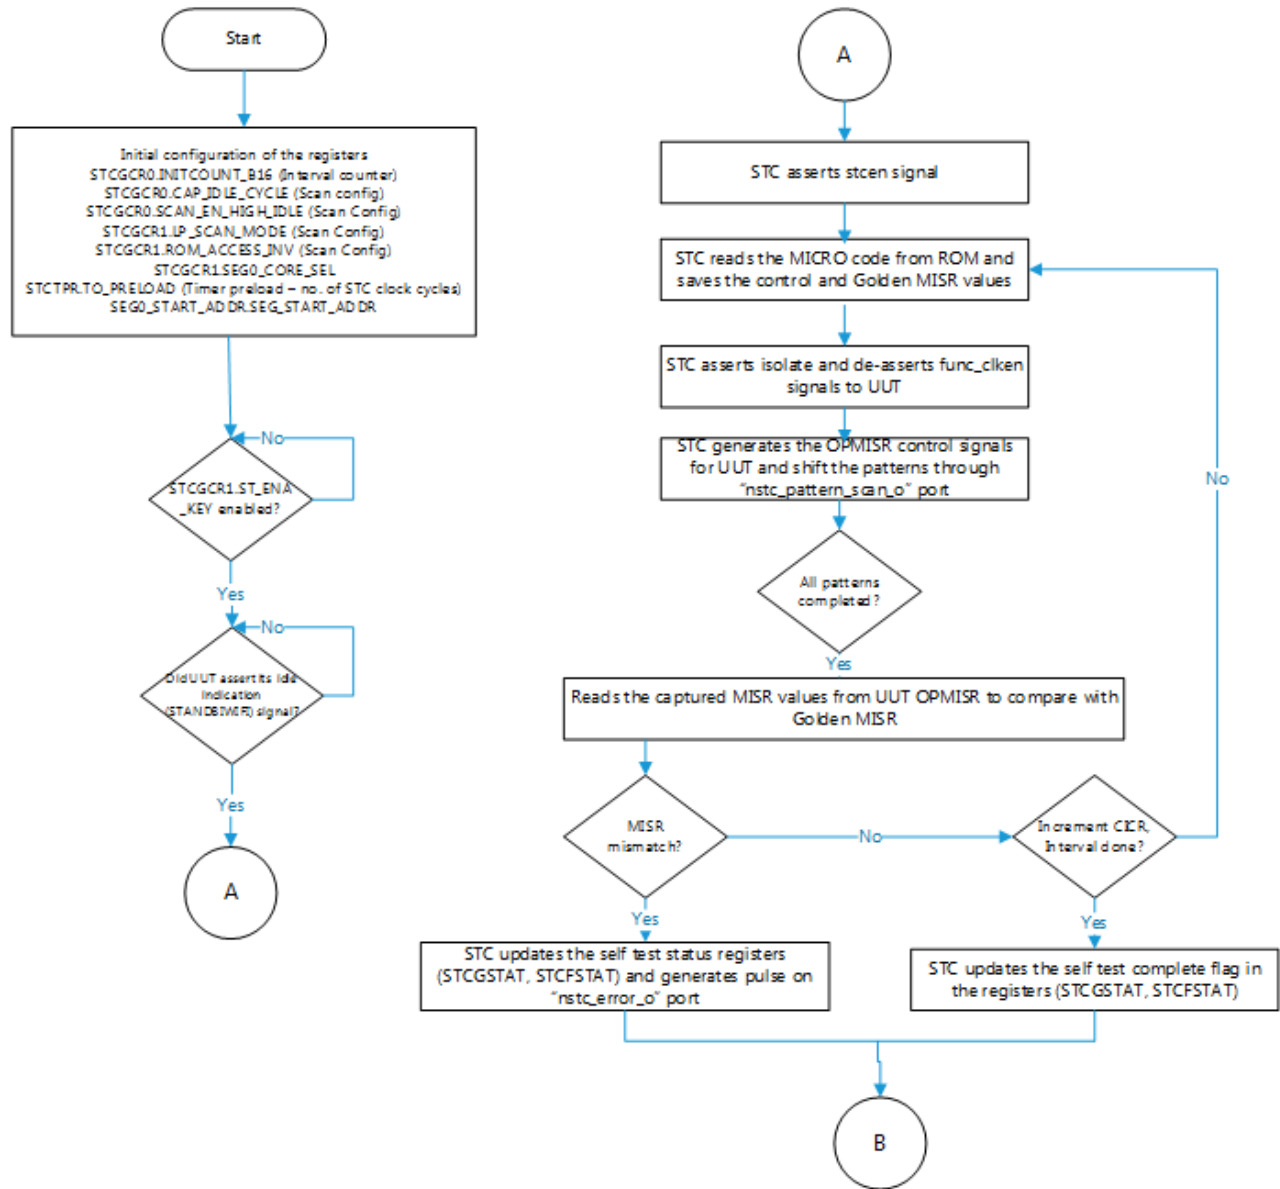 Start
Initial configuration of the registers
STCGCR0.INITCOUNT_B16 (Interval counter)
STCGCR0.CAP_IDLE_CYCLE (Scan config)
STCGCR0.SCAN_EN_HIGH_IDLE (Scan Config)
STCGCR1.LP_SCAN_MODE (Scan Config)
STCGCR1.ROM_ACCESS_INV (Scan Config)
STCGCR1.SEG0_CORE_SEL
STCTPR.TO_PRELOAD (Timer preload – no. of STC clock cycles)
SEG0_START_ADDR.SEG_START_ADDR
No
STCGCR1.ST_ENA
_KEY enabled?
Yes
No
Did UUT assert its idle
indication
(STANDBIWIFI) signal?
Yes
A
A
STC asserts stcen signal
STC reads the MICRO code from ROM and
saves the control and Golden MISR values
STC asserts isolate and de-asserts func_clken
signals to UUT
STC generates the OPMISR control signals
for UUT and shift the patterns through
“nstc_pattern_scan_o” port
All patterns
completed?
Yes
Reads the captured MISR values from UUT OPMISR to compare with
Golden MISR
MISR
mismatch?
No
Increment CICR,
Interval done?
No
Yes
Yes
STC updates the self test status registers
(STCGSTAT, STCFSTAT) and generates pulse on
“nstc_error_o” port
STC updates the self test complete flag in
the registers (STCGSTAT, STCFSTAT)
B